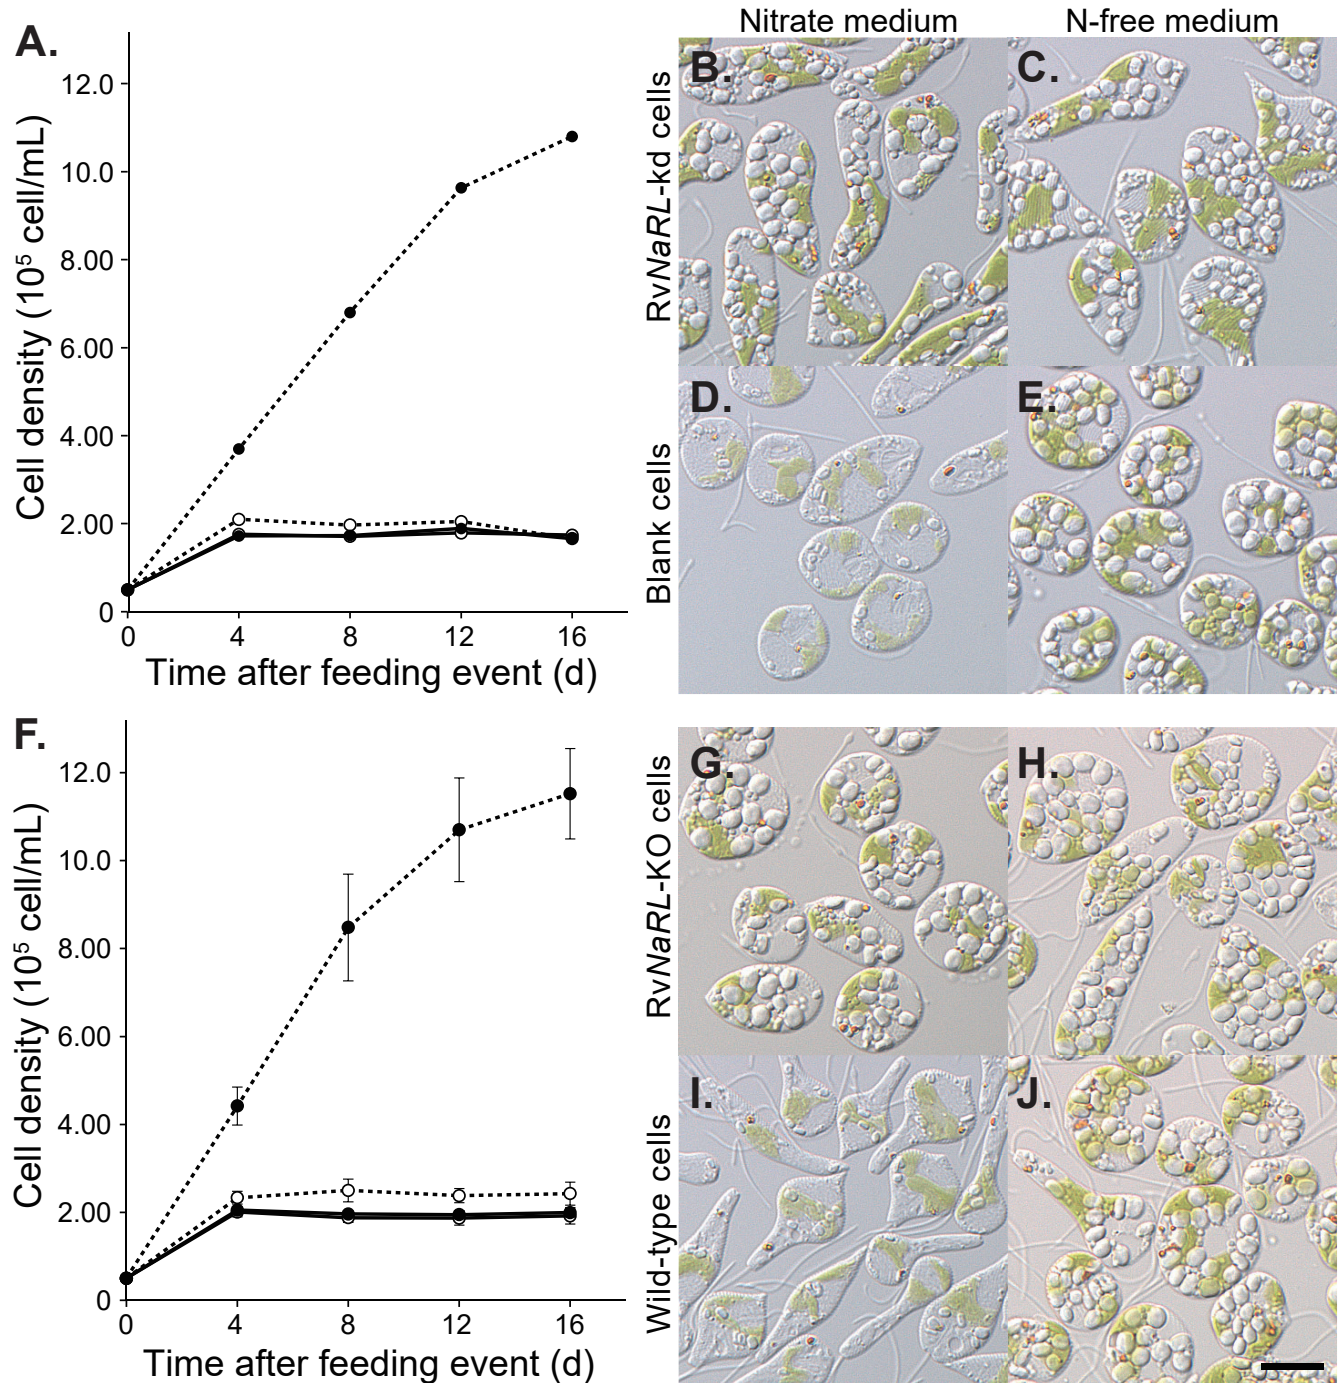 A.
Cell density (10⁵ cell/mL)
12.0
10.0
8.00
6.00
4.00
2.00
0
0 4 8 12 16
Time after feeding event (d)
Nitrate medium
N-free medium
RvNaRL-kd cells
B.
C.
Blank cells
D.
E.
F.
Cell density (10⁵ cell/mL)
12.0
10.0
8.00
6.00
4.00
2.00
0
0 4 8 12 16
Time after feeding event (d)
RvNaRL-KO cells
G.
H.
Wild-type cells
I.
J.